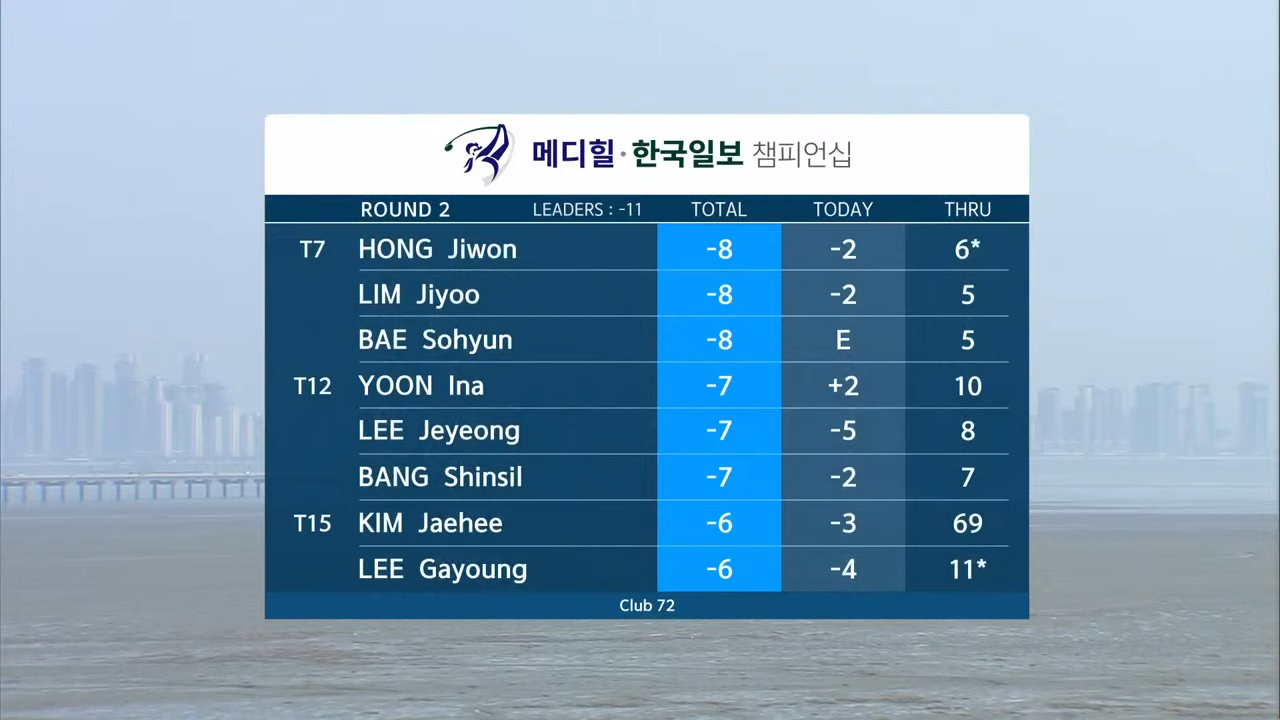 메디힐·한국일보 챔피언십
ROUND 2 LEADERS : -11 TOTAL TODAY THRU
T7 HONG Jiwon -8 -2 6*
LIM Jiyoo -8 -2 5
BAE Sohyun -8 E 5
T12 YOON Ina -7 +2 10
LEE Jeyeong -7 -5 8
BANG Shinsil -7 -2 7
T15 KIM Jaehee -6 -3 69
LEE Gayoung -6 -4 11*
Club 72